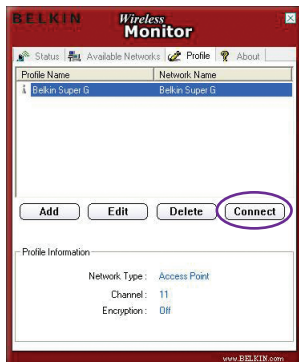 BELKIN Wireless Monitor
Status Available Networks Profile About
Profile Name Network Name
Belkin Super G Belkin Super G
Add Edit Delete Connect
Profile Information
Network Type: Access Point
Channel: 11
Encryption: Off
www.BELKIN.com